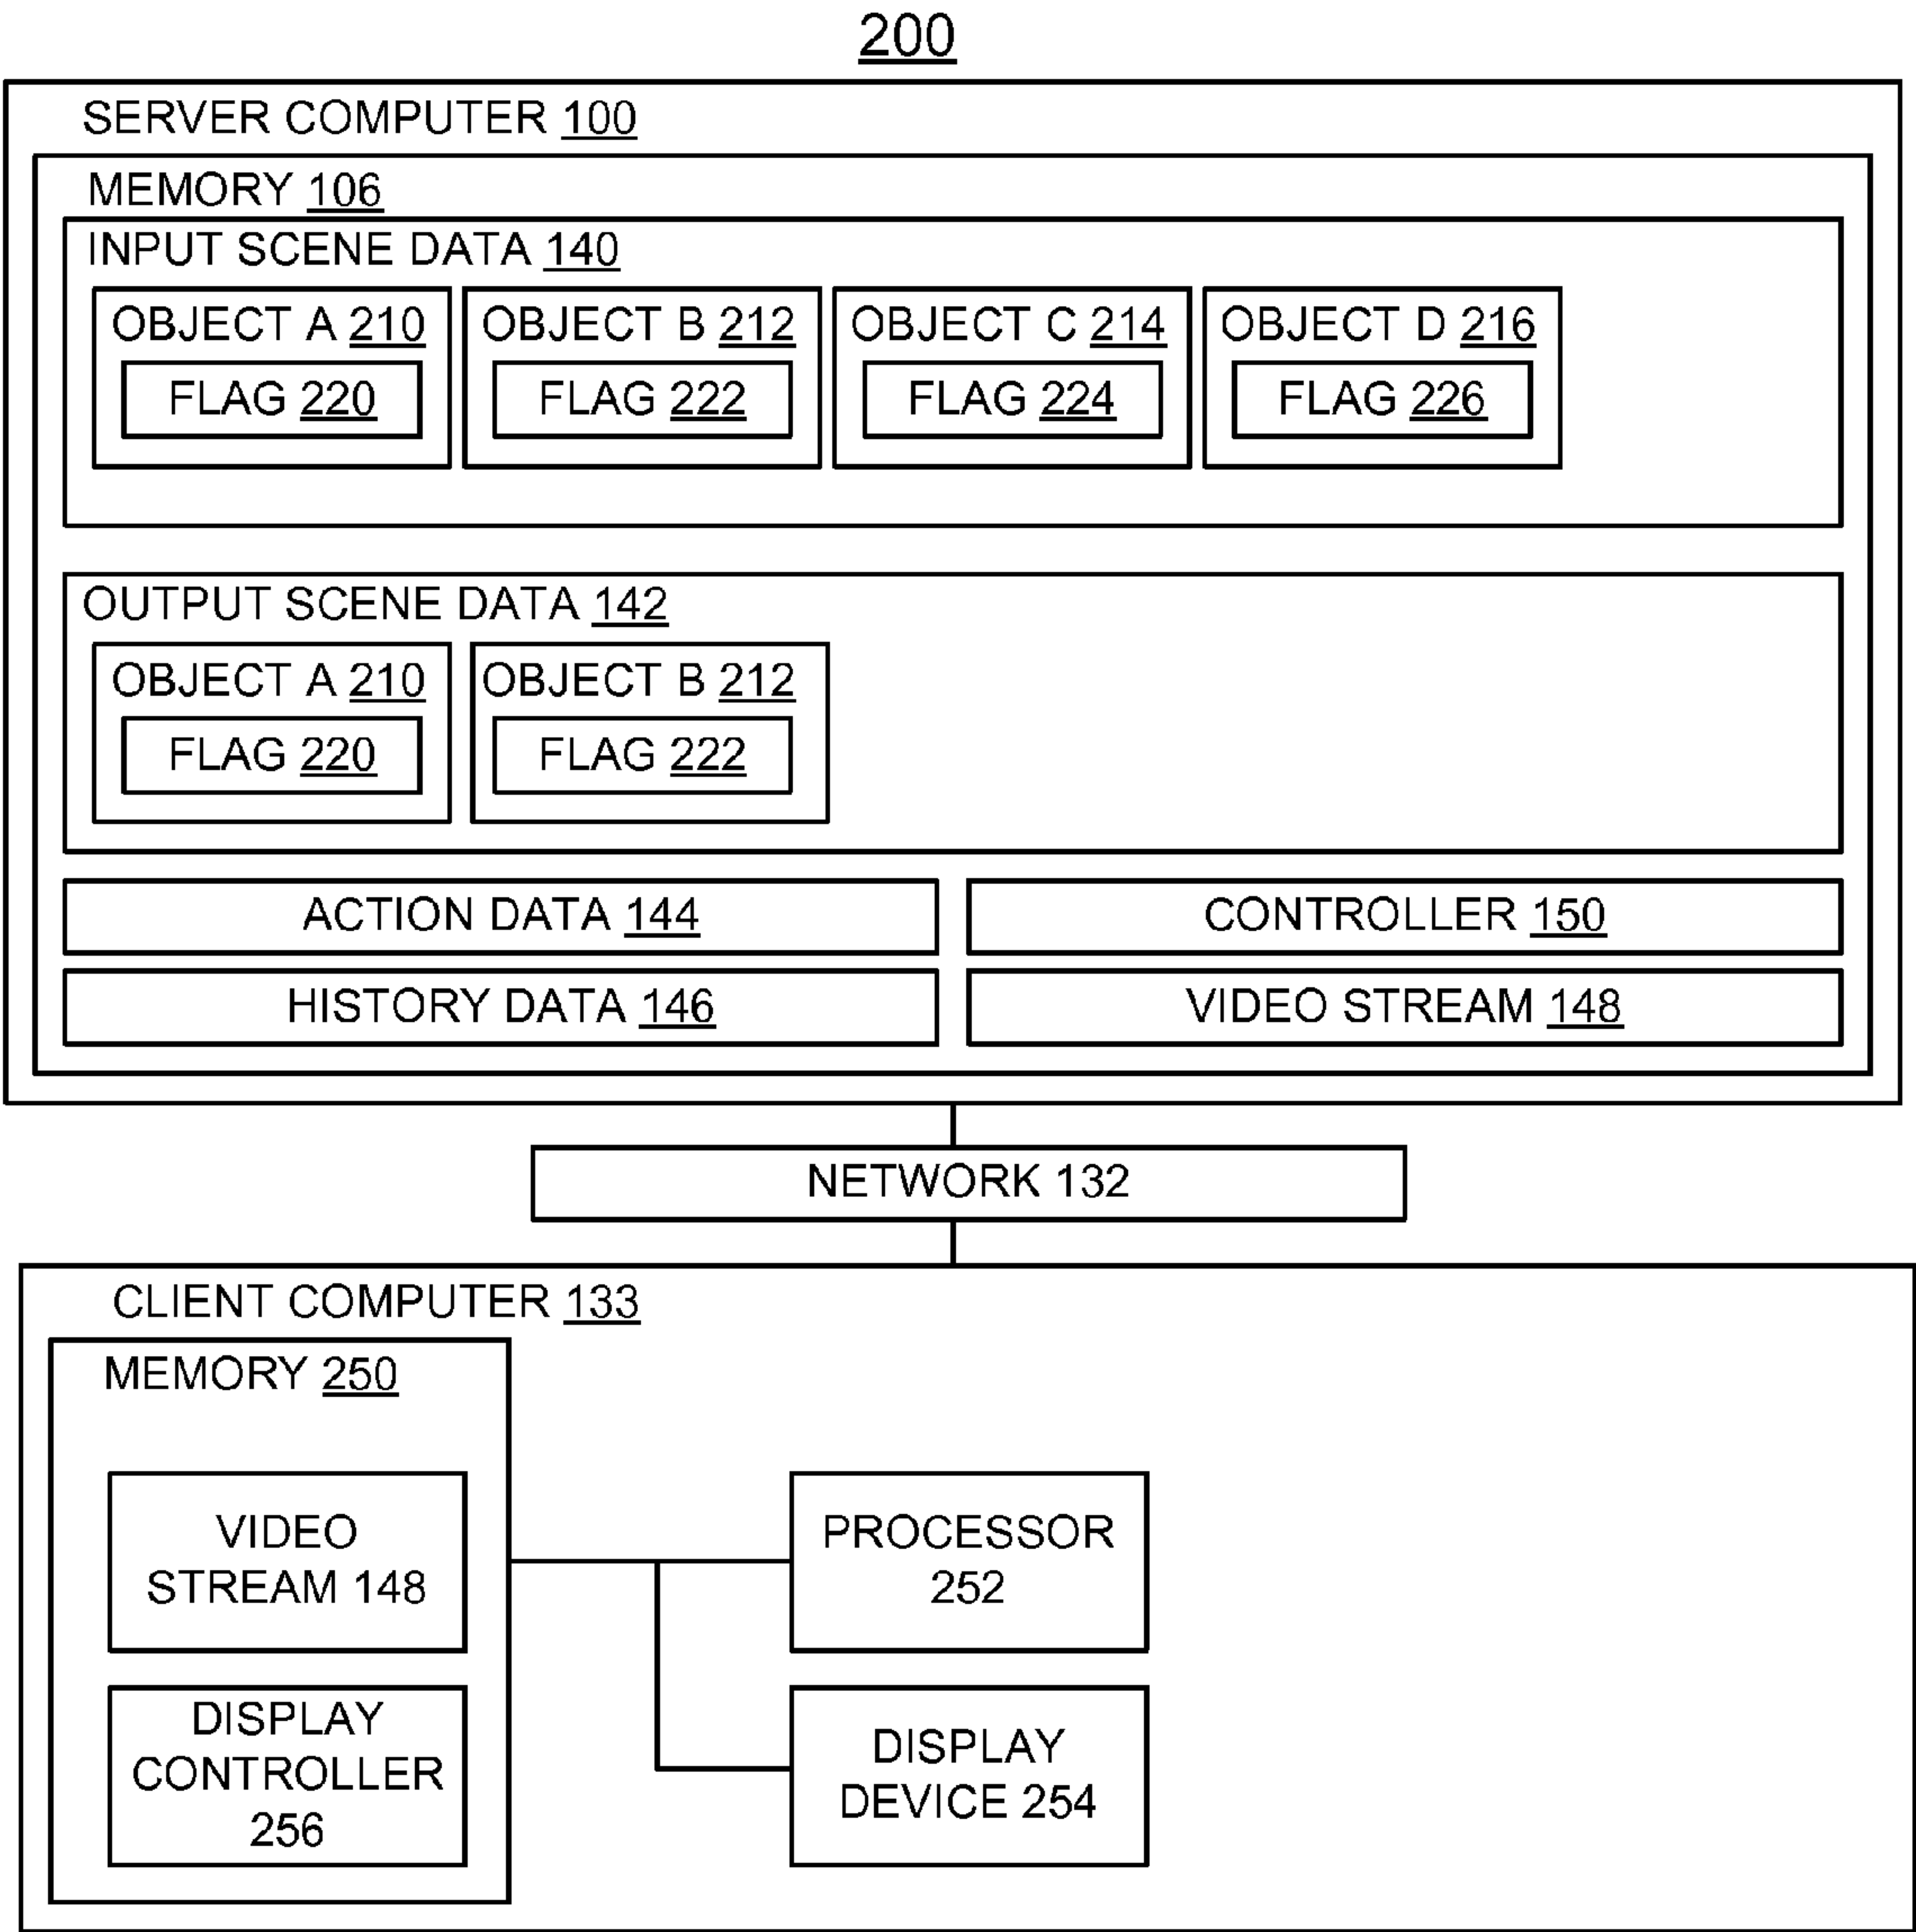 200
SERVER COMPUTER 100
MEMORY 106
INPUT SCENE DATA 140
OBJECT A 210
FLAG 220
OBJECT B 212
FLAG 222
OBJECT C 214
FLAG 224
OBJECT D 216
FLAG 226
OUTPUT SCENE DATA 142
OBJECT A 210
FLAG 220
OBJECT B 212
FLAG 222
ACTION DATA 144
CONTROLLER 150
HISTORY DATA 146
VIDEO STREAM 148
NETWORK 132
CLIENT COMPUTER 133
MEMORY 250
VIDEO
STREAM 148
DISPLAY
CONTROLLER
256
PROCESSOR
252
DISPLAY
DEVICE 254